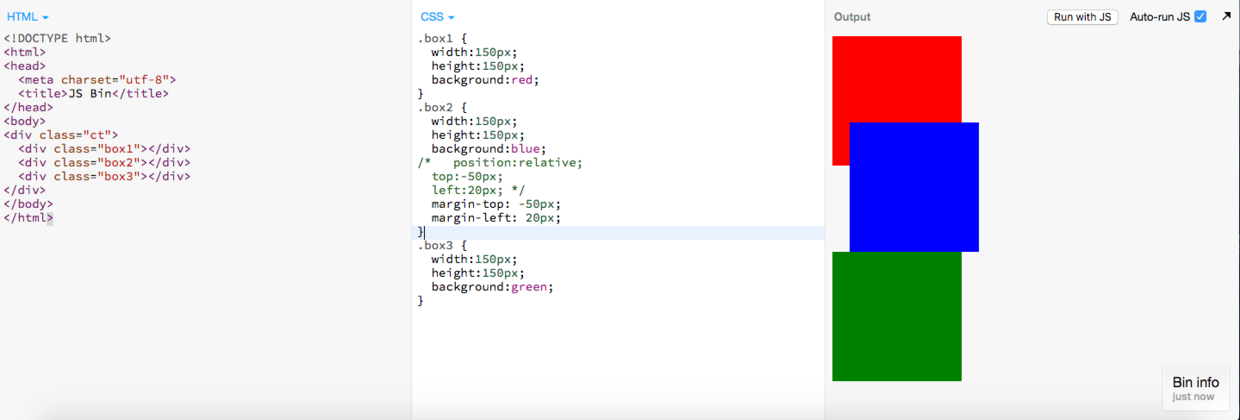 HTML
<!DOCTYPE html>
<html>
<head>
  <meta charset="utf-8">
  <title>JS Bin</title>
</head>
<body>
<div class="ct">
  <div class="box1"></div>
  <div class="box2"></div>
  <div class="box3"></div>
</div>
</body>
</html>
CSS
.box1 {
  width:150px;
  height:150px;
  background:red;
}
.box2 {
  width:150px;
  height:150px;
  background:blue;
/*   position:relative;
  top:-50px;
  left:20px; */
  margin-top: -50px;
  margin-left: 20px;
}
.box3 {
  width:150px;
  height:150px;
  background:green;
}
Output
Run with JS
Auto-run JS
Bin info
just now